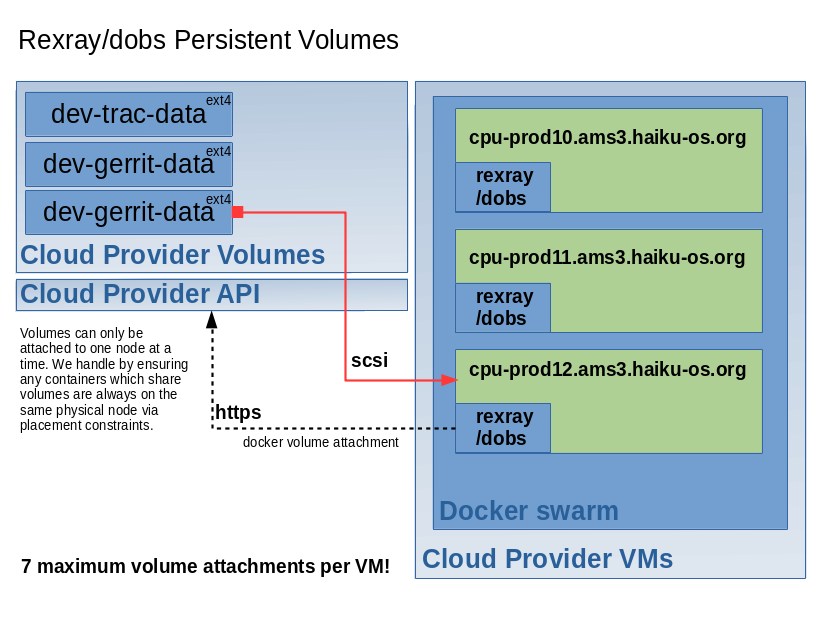 Rexray/dobs Persistent Volumes
ext4
dev-trac-data
ext4
dev-gerrit-data
ext4
dev-gerrit-data
Cloud Provider Volumes
Cloud Provider API
Volumes can only be
attached to one node at a
time. We handle by ensuring
any containers which share
volumes are always on the
same physical node via
placement constraints.
scsi
https
docker volume attachment
7 maximum volume attachments per VM!
cpu-prod10.ams3.haiku-os.org
rexray
/dobs
cpu-prod11.ams3.haiku-os.org
rexray
/dobs
cpu-prod12.ams3.haiku-os.org
rexray
/dobs
Docker swarm
Cloud Provider VMs